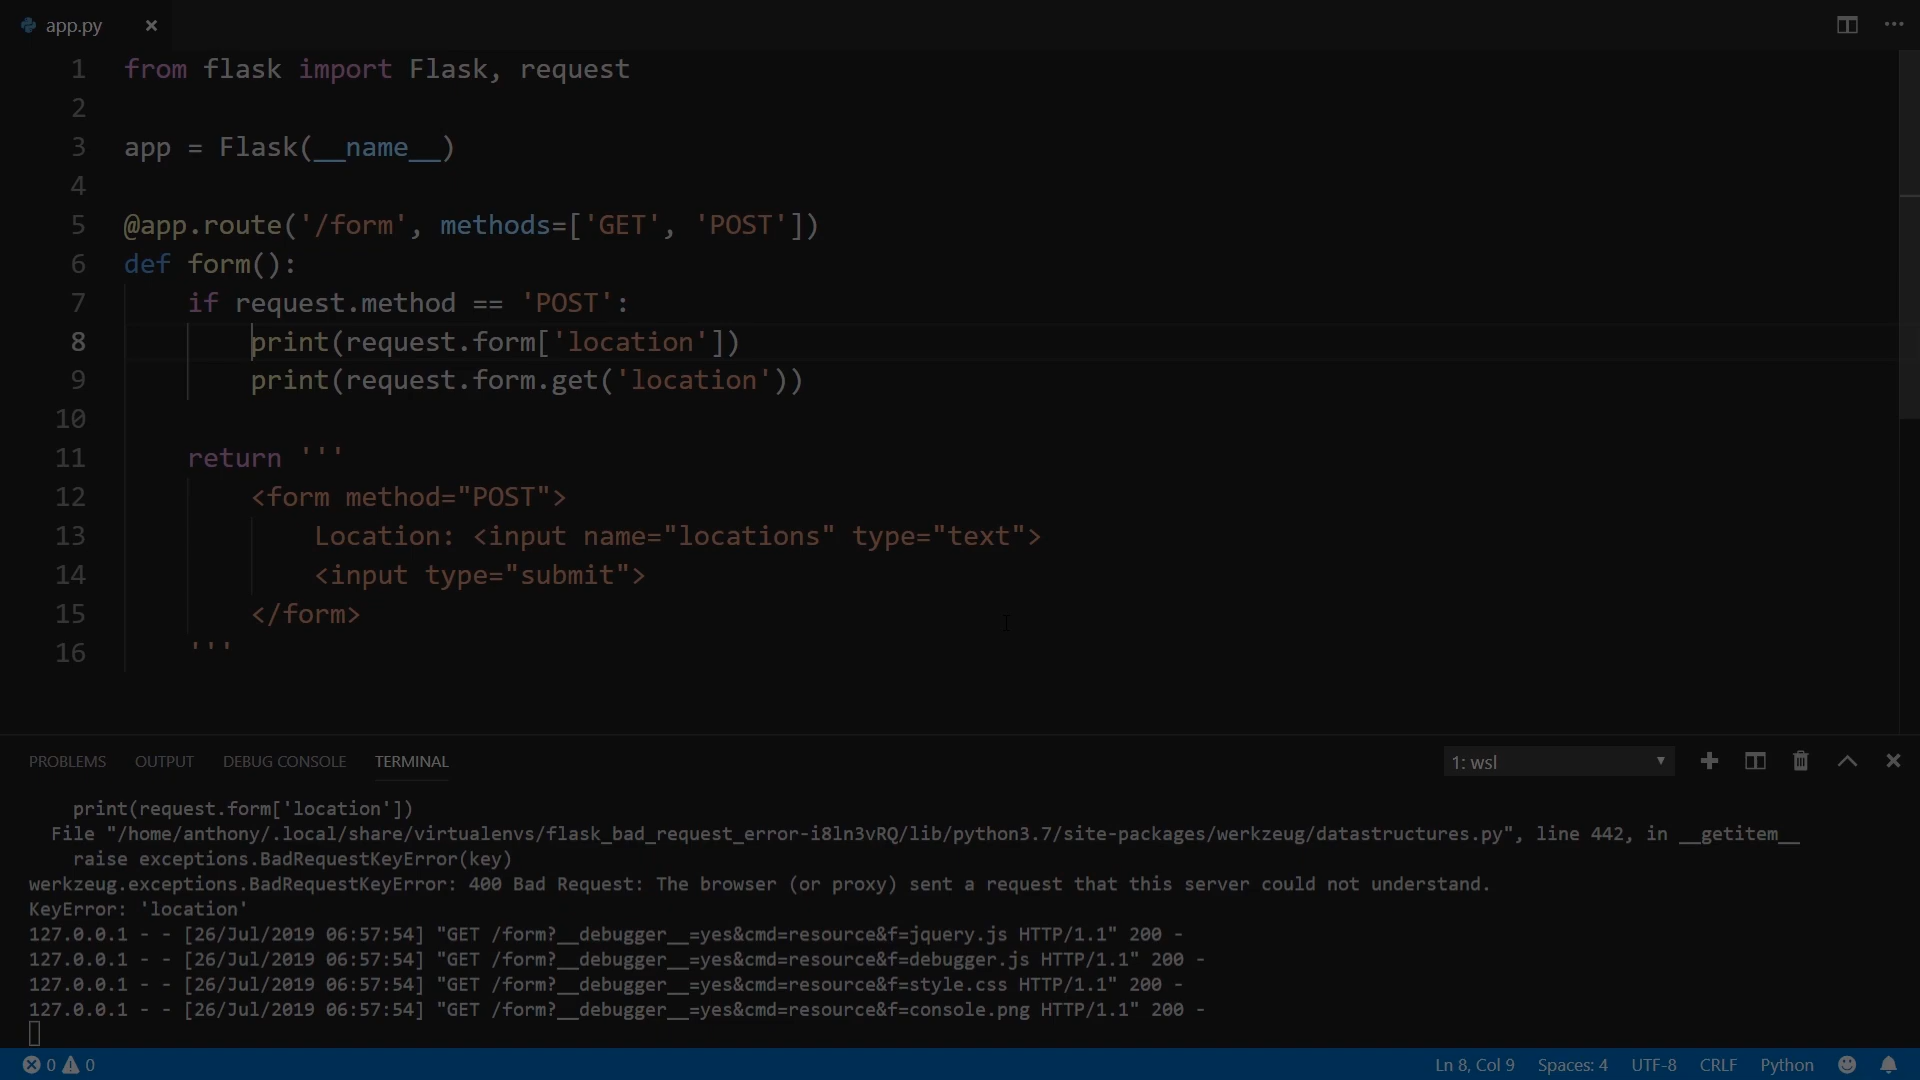 app.py
1 from flask import Flask, request
2
3 app = Flask(__name__)
4
5 @app.route('/form', methods=['GET', 'POST'])
6 def form():
7     if request.method == 'POST':
8         print(request.form['location'])
9         print(request.form.get('location'))
10
11     return '''
12         <form method="POST">
13             Location: <input name="locations" type="text">
14             <input type="submit">
15         </form>
16     '''
PROBLEMS OUTPUT DEBUG CONSOLE TERMINAL 1: wsl
    print(request.form['location'])
  File "/home/anthony/.local/share/virtualenvs/flask_bad_request_error-i8ln3vRQ/lib/python3.7/site-packages/werkzeug/datastructures.py", line 442, in __getitem__
    raise exceptions.BadRequestKeyError(key)
werkzeug.exceptions.BadRequestKeyError: 400 Bad Request: The browser (or proxy) sent a request that this server could not understand.
KeyError: 'location'
127.0.0.1 - - [26/Jul/2019 06:57:54] "GET /form?__debugger__=yes&cmd=resource&f=jquery.js HTTP/1.1" 200 -
127.0.0.1 - - [26/Jul/2019 06:57:54] "GET /form?__debugger__=yes&cmd=resource&f=debugger.js HTTP/1.1" 200 -
127.0.0.1 - - [26/Jul/2019 06:57:54] "GET /form?__debugger__=yes&cmd=resource&f=style.css HTTP/1.1" 200 -
127.0.0.1 - - [26/Jul/2019 06:57:54] "GET /form?__debugger__=yes&cmd=resource&f=console.png HTTP/1.1" 200 -
0 0 Ln 8, Col 9 Spaces: 4 UTF-8 CRLF Python